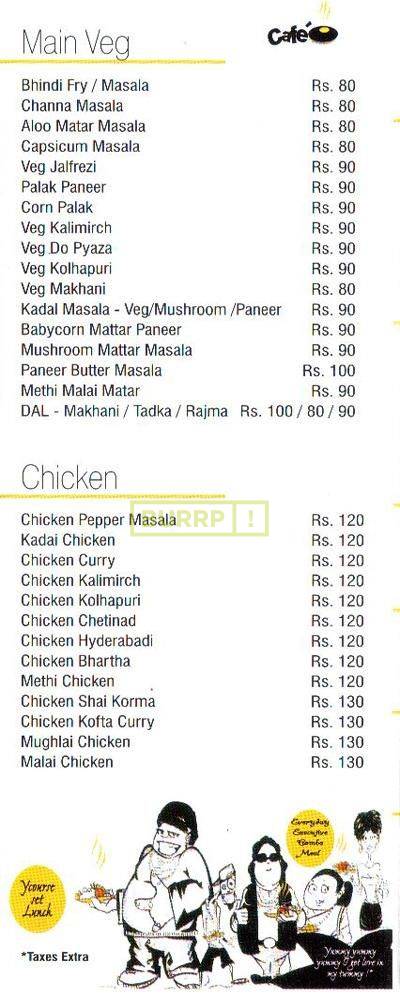 Café
Main Veg
Bhindi Fry / Masala Rs. 80
Channa Masala Rs. 80
Aloo Matar Masala Rs. 80
Capsicum Masala Rs. 80
Veg Jalfrezi Rs. 90
Palak Paneer Rs. 90
Corn Palak Rs. 90
Veg Kalimirch Rs. 90
Veg Do Pyaza Rs. 90
Veg Kolhapuri Rs. 90
Veg Makhani Rs. 80
Kadal Masala - Veg/Mushroom /Paneer Rs. 90
Babycorn Mattar Paneer Rs. 90
Mushroom Mattar Masala Rs. 90
Paneer Butter Masala Rs. 100
Methi Malai Matar Rs. 90
DAL - Makhani / Tadka / Rajma Rs. 100 / 80 / 90
Chicken
BURRP !
Chicken Pepper Masala Rs. 120
Kadai Chicken Rs. 120
Chicken Curry Rs. 120
Chicken Kalimirch Rs. 120
Chicken Kolhapuri Rs. 120
Chicken Chetinad Rs. 120
Chicken Hyderabadi Rs. 120
Chicken Bhartha Rs. 120
Methi Chicken Rs. 120
Chicken Shai Korma Rs. 130
Chicken Kofta Curry Rs. 130
Mughlai Chicken Rs. 130
Malai Chicken Rs. 130
Everyday
Executive
Combo
Meal
set
Lunch
*Taxes Extra
Yummy yummy
yummy I got love in
my tummy !"